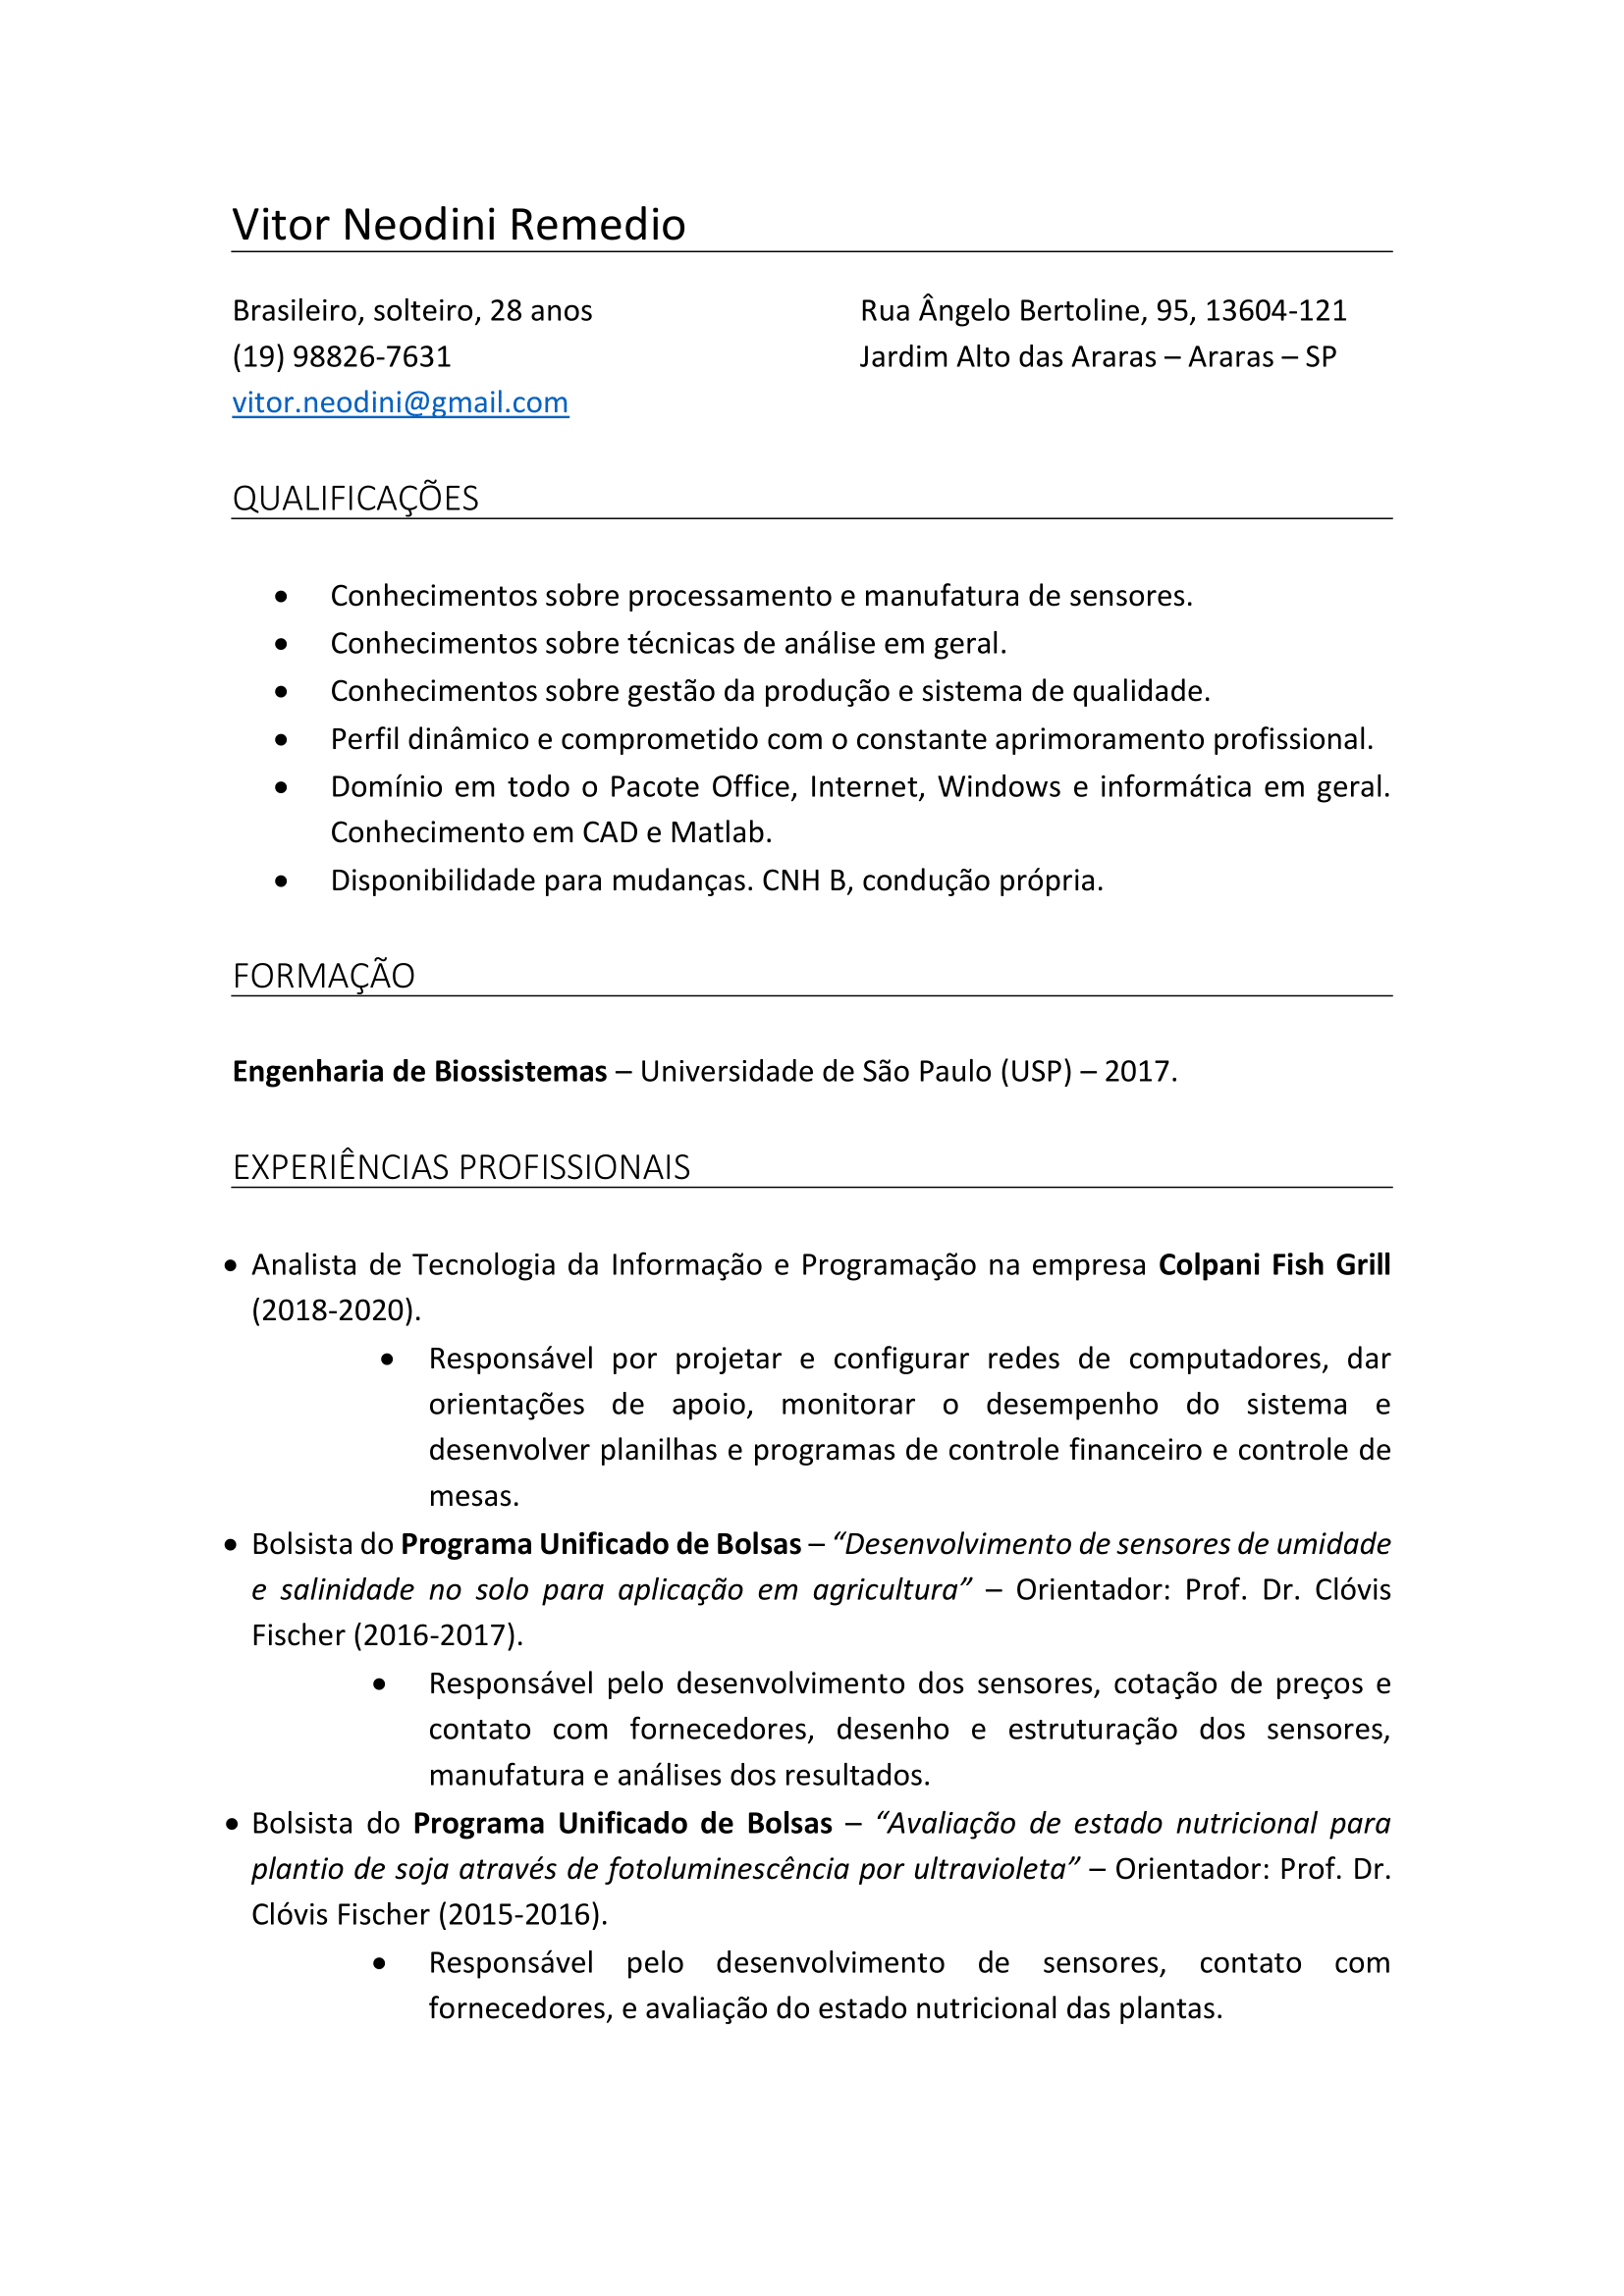 Vitor Neodini Remedio
Brasileiro, solteiro, 28 anos
(19) 98826-7631
vitor.neodini@gmail.com
Rua Ângelo Bertoline, 95, 13604-121
Jardim Alto das Araras – Araras – SP
QUALIFICAÇÕES
• Conhecimentos sobre processamento e manufatura de sensores.
• Conhecimentos sobre técnicas de análise em geral.
• Conhecimentos sobre gestão da produção e sistema de qualidade.
• Perfil dinâmico e comprometido com o constante aprimoramento profissional.
• Domínio em todo o Pacote Office, Internet, Windows e informática em geral.
Conhecimento em CAD e Matlab.
• Disponibilidade para mudanças. CNH B, condução própria.
FORMAÇÃO
Engenharia de Biossistemas – Universidade de São Paulo (USP) – 2017.
EXPERIÊNCIAS PROFISSIONAIS
• Analista de Tecnologia da Informação e Programação na empresa Colpani Fish Grill
(2018-2020).
• Responsável por projetar e configurar redes de computadores, dar
orientações de apoio, monitorar o desempenho do sistema e
desenvolver planilhas e programas de controle financeiro e controle de
mesas.
• Bolsista do Programa Unificado de Bolsas – “Desenvolvimento de sensores de umidade
e salinidade no solo para aplicação em agricultura” – Orientador: Prof. Dr. Clóvis
Fischer (2016-2017).
• Responsável pelo desenvolvimento dos sensores, cotação de preços e
contato com fornecedores, desenho e estruturação dos sensores,
manufatura e análises dos resultados.
• Bolsista do Programa Unificado de Bolsas – “Avaliação de estado nutricional para
plantio de soja através de fotoluminescência por ultravioleta” – Orientador: Prof. Dr.
Clóvis Fischer (2015-2016).
• Responsável pelo desenvolvimento de sensores, contato com
fornecedores, e avaliação do estado nutricional das plantas.